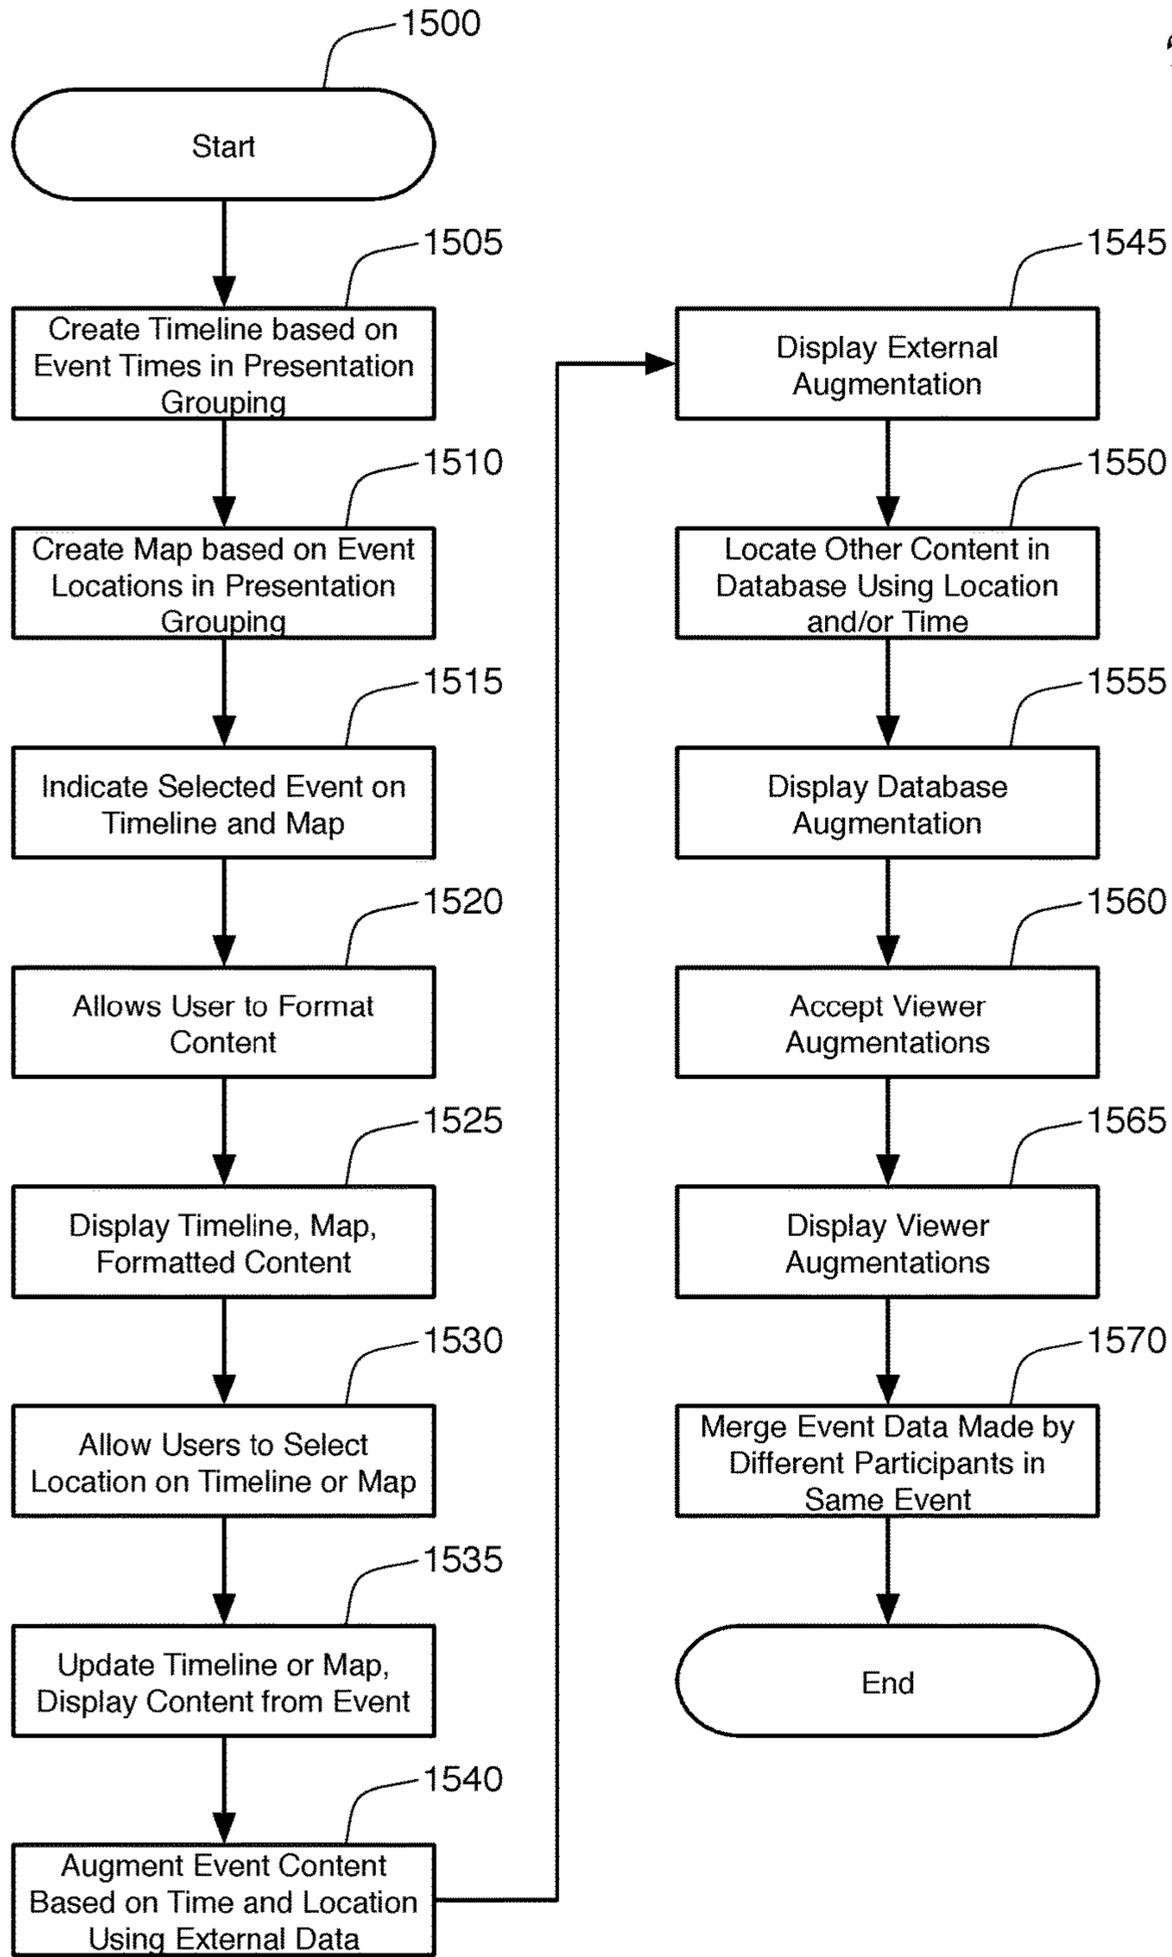 1500
Start
1505
Create Timeline based on
Event Times in Presentation
Grouping
1510
Create Map based on Event
Locations in Presentation
Grouping
1515
Indicate Selected Event on
Timeline and Map
1520
Allows User to Format
Content
1525
Display Timeline, Map,
Formatted Content
1530
Allow Users to Select
Location on Timeline or Map
1535
Update Timeline or Map,
Display Content from Event
1540
Augment Event Content
Based on Time and Location
Using External Data
1545
Display External
Augmentation
1550
Locate Other Content in
Database Using Location
and/or Time
1555
Display Database
Augmentation
1560
Accept Viewer
Augmentations
1565
Display Viewer
Augmentations
1570
Merge Event Data Made by
Different Participants in
Same Event
End